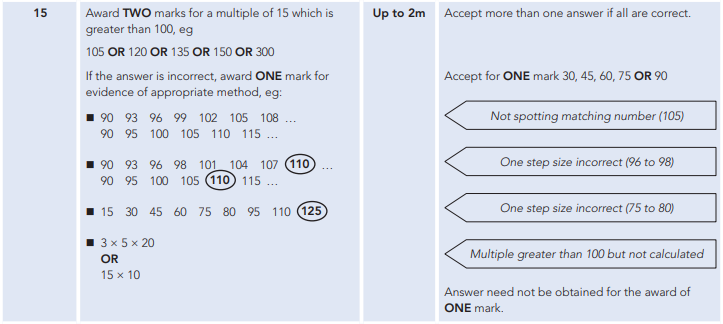 15
Award TWO marks for a multiple of 15 which is
greater than 100, eg
105 OR 120 OR 135 OR 150 OR 300
If the answer is incorrect, award ONE mark for
evidence of appropriate method, eg:
■ 90 93 96 99 102 105 108 ...
90 95 100 105 110 115 ...
■ 90 93 96 98 101 104 107 110 ...
90 95 100 105 110 115 ...
■ 15 30 45 60 75 80 95 110 125
■ 3 × 5 × 20
OR
15 × 10
Up to 2m
Accept more than one answer if all are correct.
Accept for ONE mark 30, 45, 60, 75 OR 90
Not spotting matching number (105)
One step size incorrect (96 to 98)
One step size incorrect (75 to 80)
Multiple greater than 100 but not calculated
Answer need not be obtained for the award of
ONE mark.